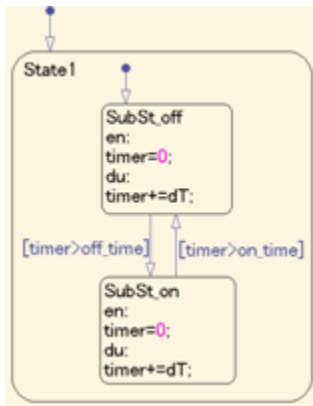 State1
SubSt_off
en:
timer=0;
du:
timer+=dT;
[timer>off_time]
[timer>on_time]
SubSt_on
en:
timer=0;
du:
timer+=dT;